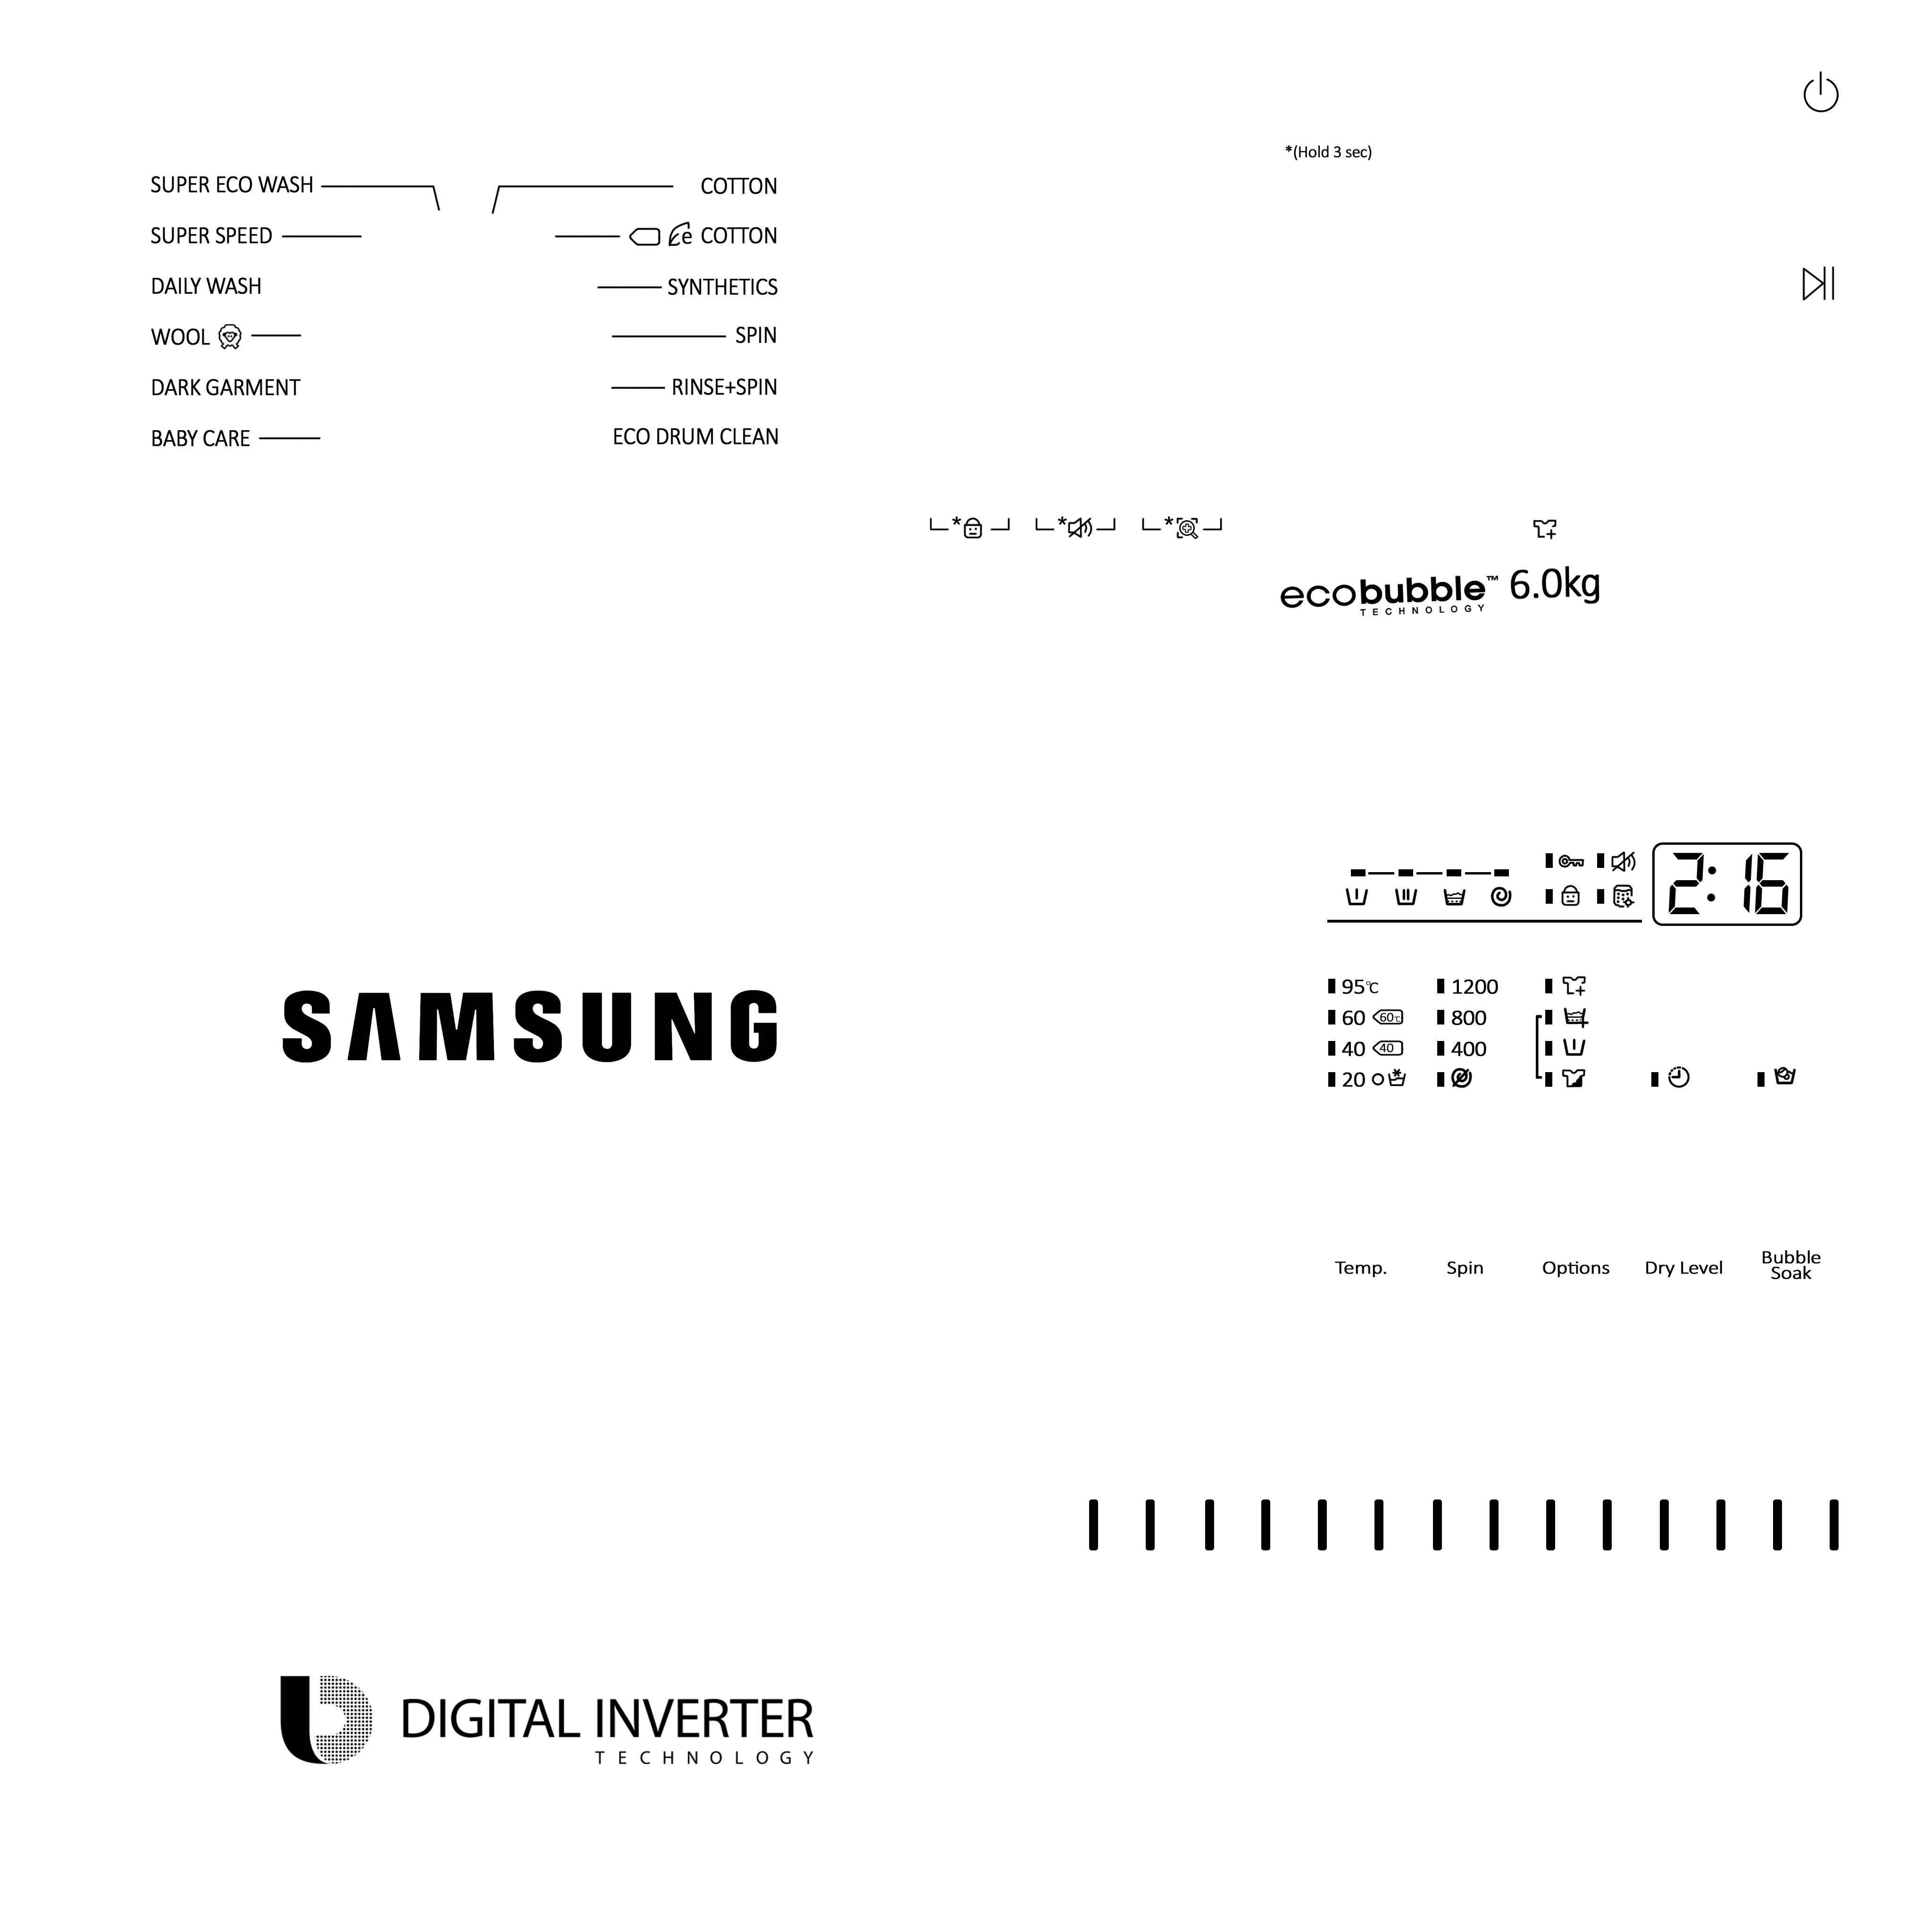 *(Hold 3 sec)
SUPER ECO WASH
SUPER SPEED
DAILY WASH
WOOL
DARK GARMENT
BABY CARE
COTTON
e COTTON
SYNTHETICS
SPIN
RINSE+SPIN
ECO DRUM CLEAN
* * *
ecobubble™ 6.0kg
TECHNOLOGY
2:16
SAMSUNG
95°C 1200
60 60°C 800
40 40 400
20
Temp. Spin Options Dry Level Bubble Soak
DIGITAL INVERTER
TECHNOLOGY